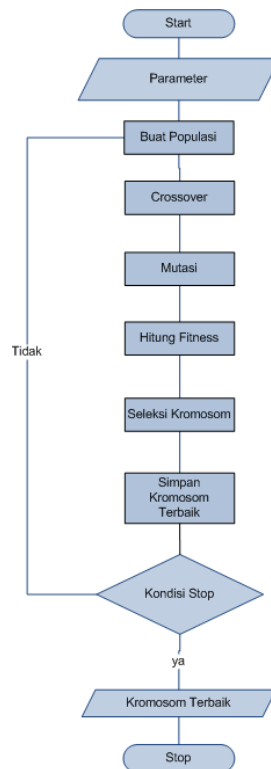 Start
Parameter
Buat Populasi
Crossover
Mutasi
Hitung Fitness
Tidak
Seleksi Kromosom
Simpan
Kromosom
Terbaik
Kondisi Stop
ya
Kromosom Terbaik
Stop